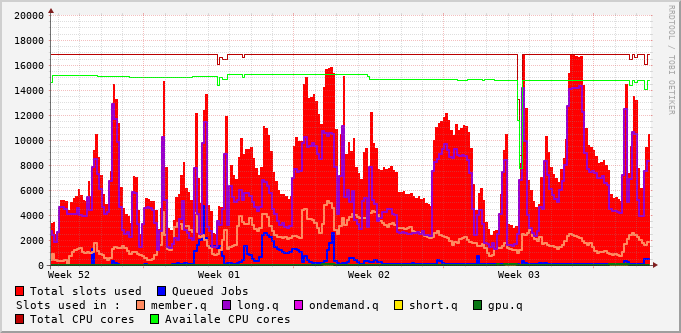 20000
18000
16000
14000
12000
10000
8000
6000
4000
2000
0
Week 52 Week 01 Week 02 Week 03
RRDTOOL / TOBI OETIKER
Total slots used Queued Jobs
Slots used in : member.q long.q ondemand.q short.q gpu.q
Total CPU cores Availale CPU cores